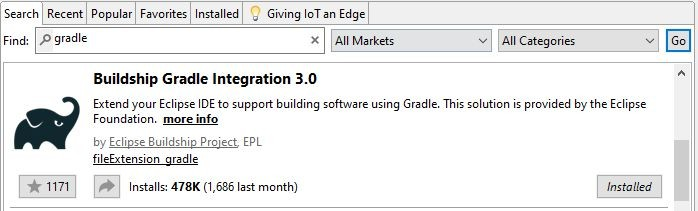 Search Recent Popular Favorites Installed Giving IoT an Edge
Find: gradle All Markets All Categories Go
Buildship Gradle Integration 3.0
Extend your Eclipse IDE to support building software using Gradle. This solution is provided by the Eclipse
Foundation. more info
by Eclipse Buildship Project, EPL
fileExtension_gradle
1171 Installs: 478K (1,686 last month) Installed